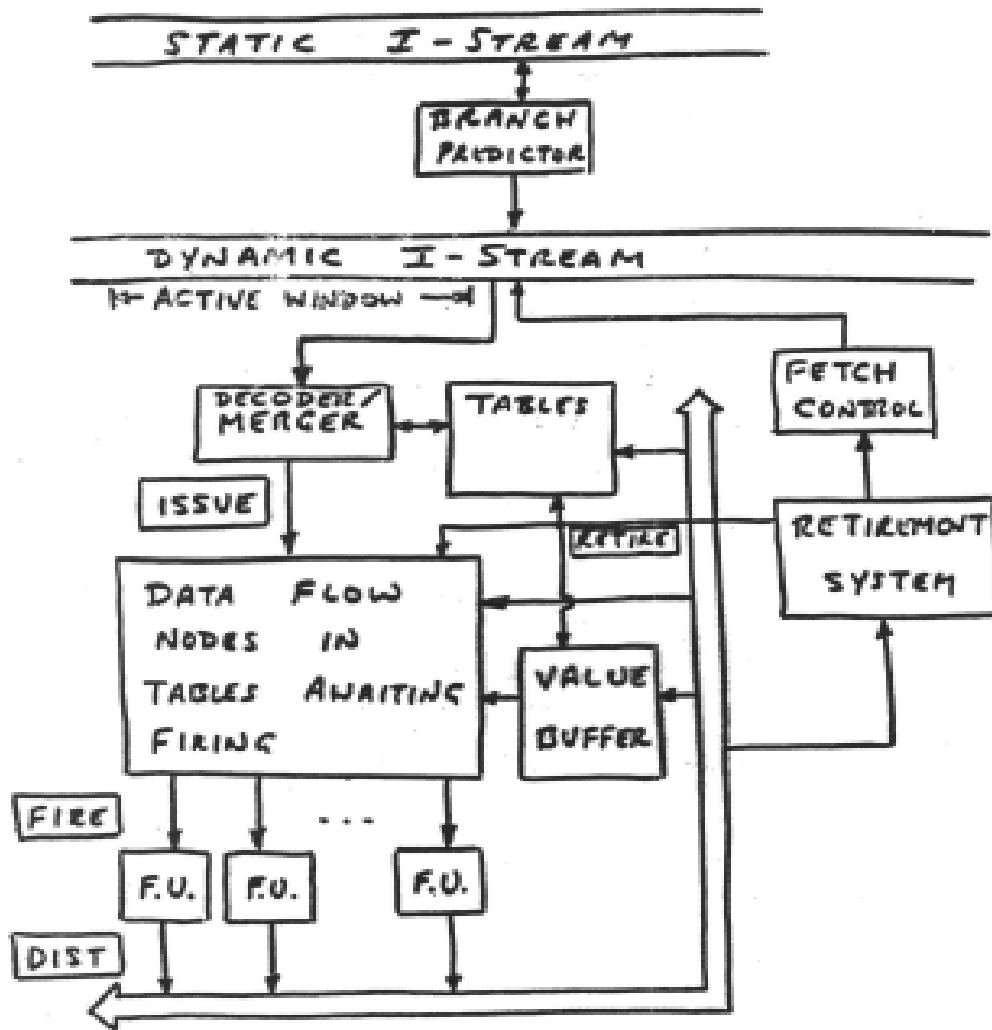 STATIC I-STREAM
BRANCH
PREDICTOR
DYNAMIC I-STREAM
ACTIVE WINDOW
DECODER/
MERGER
TABLES
FETCH
CONTROL
ISSUE
RETIRE
RETIREMONT
SYSTEM
DATA FLOW
NODES IN
TABLES AWAITING
FIRING
VALUE
BUFFER
FIRE
...
F.U.
F.U.
F.U.
DIST